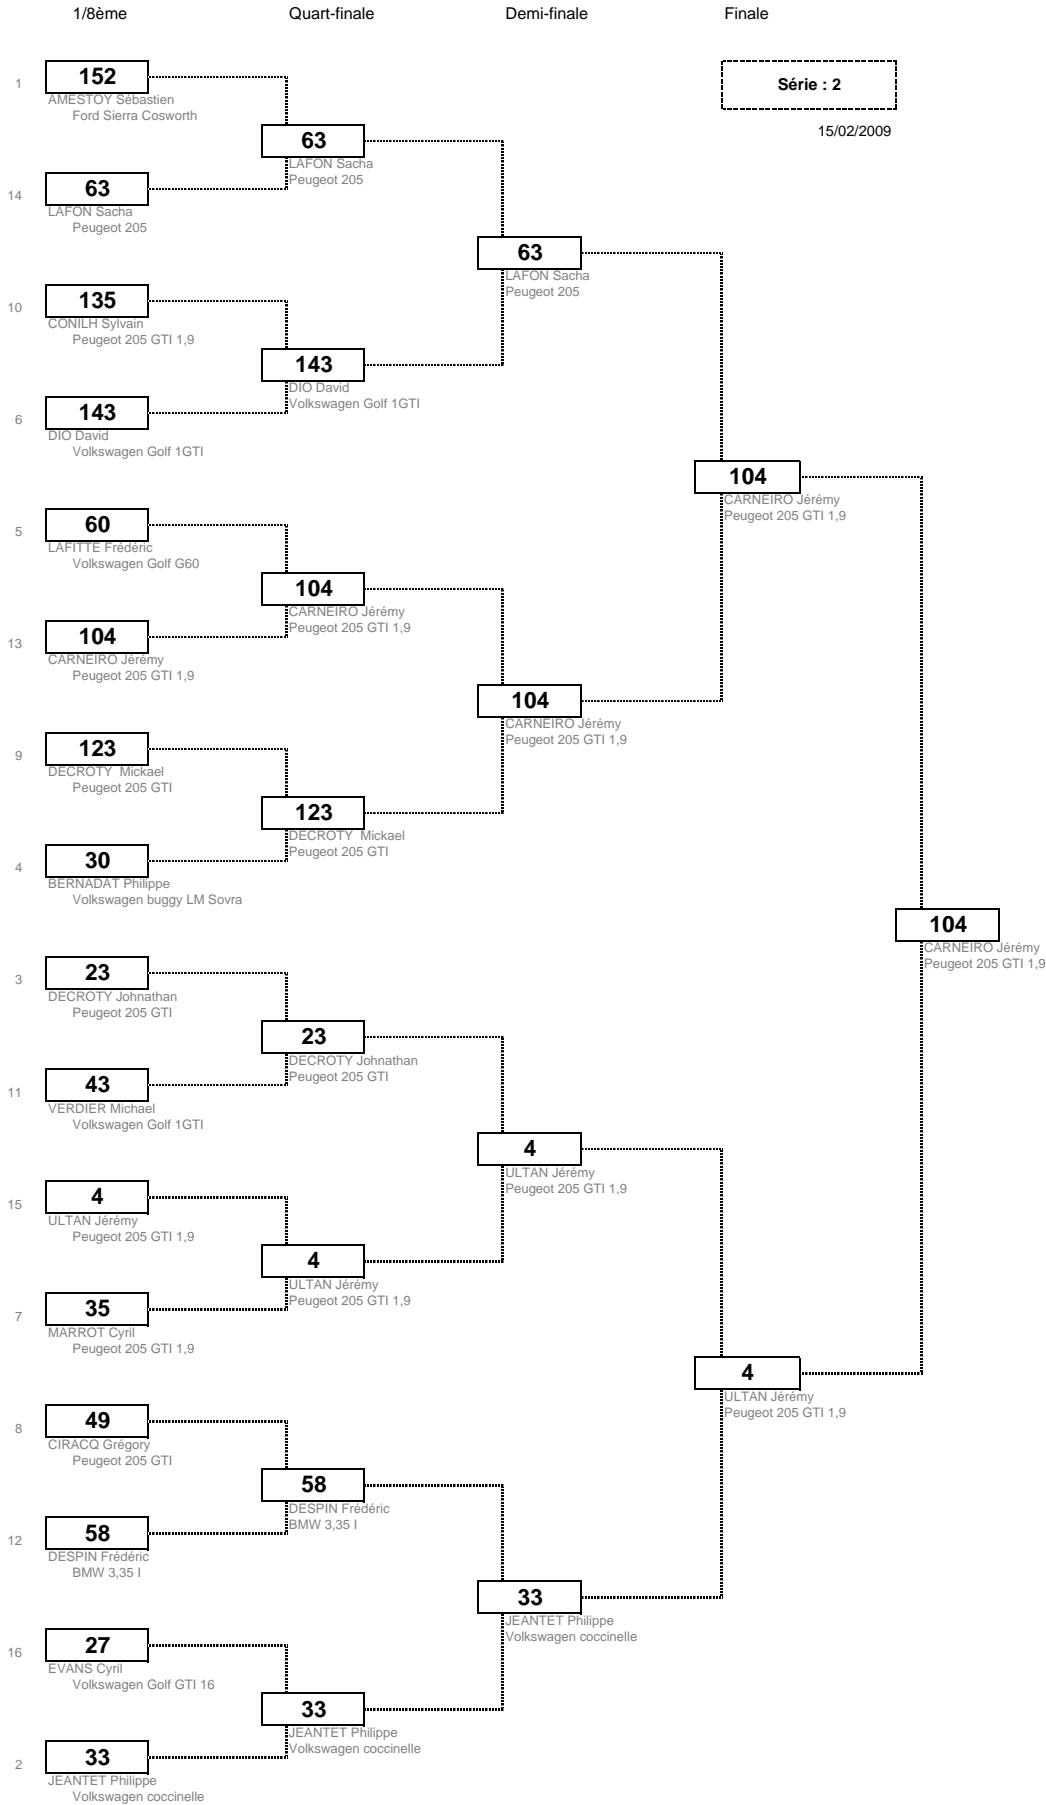 1/8ème
Quart-finale
Demi-finale
Finale
Série : 2
15/02/2009
1
152
AMESTOY Sébastien
Ford Sierra Cosworth
63
LAFON Sacha
Peugeot 205
14
63
LAFON Sacha
Peugeot 205
63
LAFON Sacha
Peugeot 205
10
135
CONILH Sylvain
Peugeot 205 GTI 1,9
143
DIO David
Volkswagen Golf 1GTI
6
143
DIO David
Volkswagen Golf 1GTI
104
CARNEIRO Jérémy
Peugeot 205 GTI 1,9
5
60
LAFITTE Frédéric
Volkswagen Golf G60
104
CARNEIRO Jérémy
Peugeot 205 GTI 1,9
13
104
CARNEIRO Jérémy
Peugeot 205 GTI 1,9
104
CARNEIRO Jérémy
Peugeot 205 GTI 1,9
9
123
DECROTY  Mickael
Peugeot 205 GTI
123
DECROTY  Mickael
Peugeot 205 GTI
4
30
BERNADAT Philippe
Volkswagen buggy LM Sovra
104
CARNEIRO Jérémy
Peugeot 205 GTI 1,9
3
23
DECROTY Johnathan
Peugeot 205 GTI
23
DECROTY Johnathan
Peugeot 205 GTI
11
43
VERDIER Michael
Volkswagen Golf 1GTI
4
ULTAN Jérémy
Peugeot 205 GTI 1,9
15
4
ULTAN Jérémy
Peugeot 205 GTI 1,9
4
ULTAN Jérémy
Peugeot 205 GTI 1,9
7
35
MARROT Cyril
Peugeot 205 GTI 1,9
4
ULTAN Jérémy
Peugeot 205 GTI 1,9
8
49
CIRACQ Grégory
Peugeot 205 GTI
58
DESPIN Frédéric
BMW 3,35 I
12
58
DESPIN Frédéric
BMW 3,35 I
33
JEANTET Philippe
Volkswagen coccinelle
16
27
EVANS Cyril
Volkswagen Golf GTI 16
33
JEANTET Philippe
Volkswagen coccinelle
2
33
JEANTET Philippe
Volkswagen coccinelle